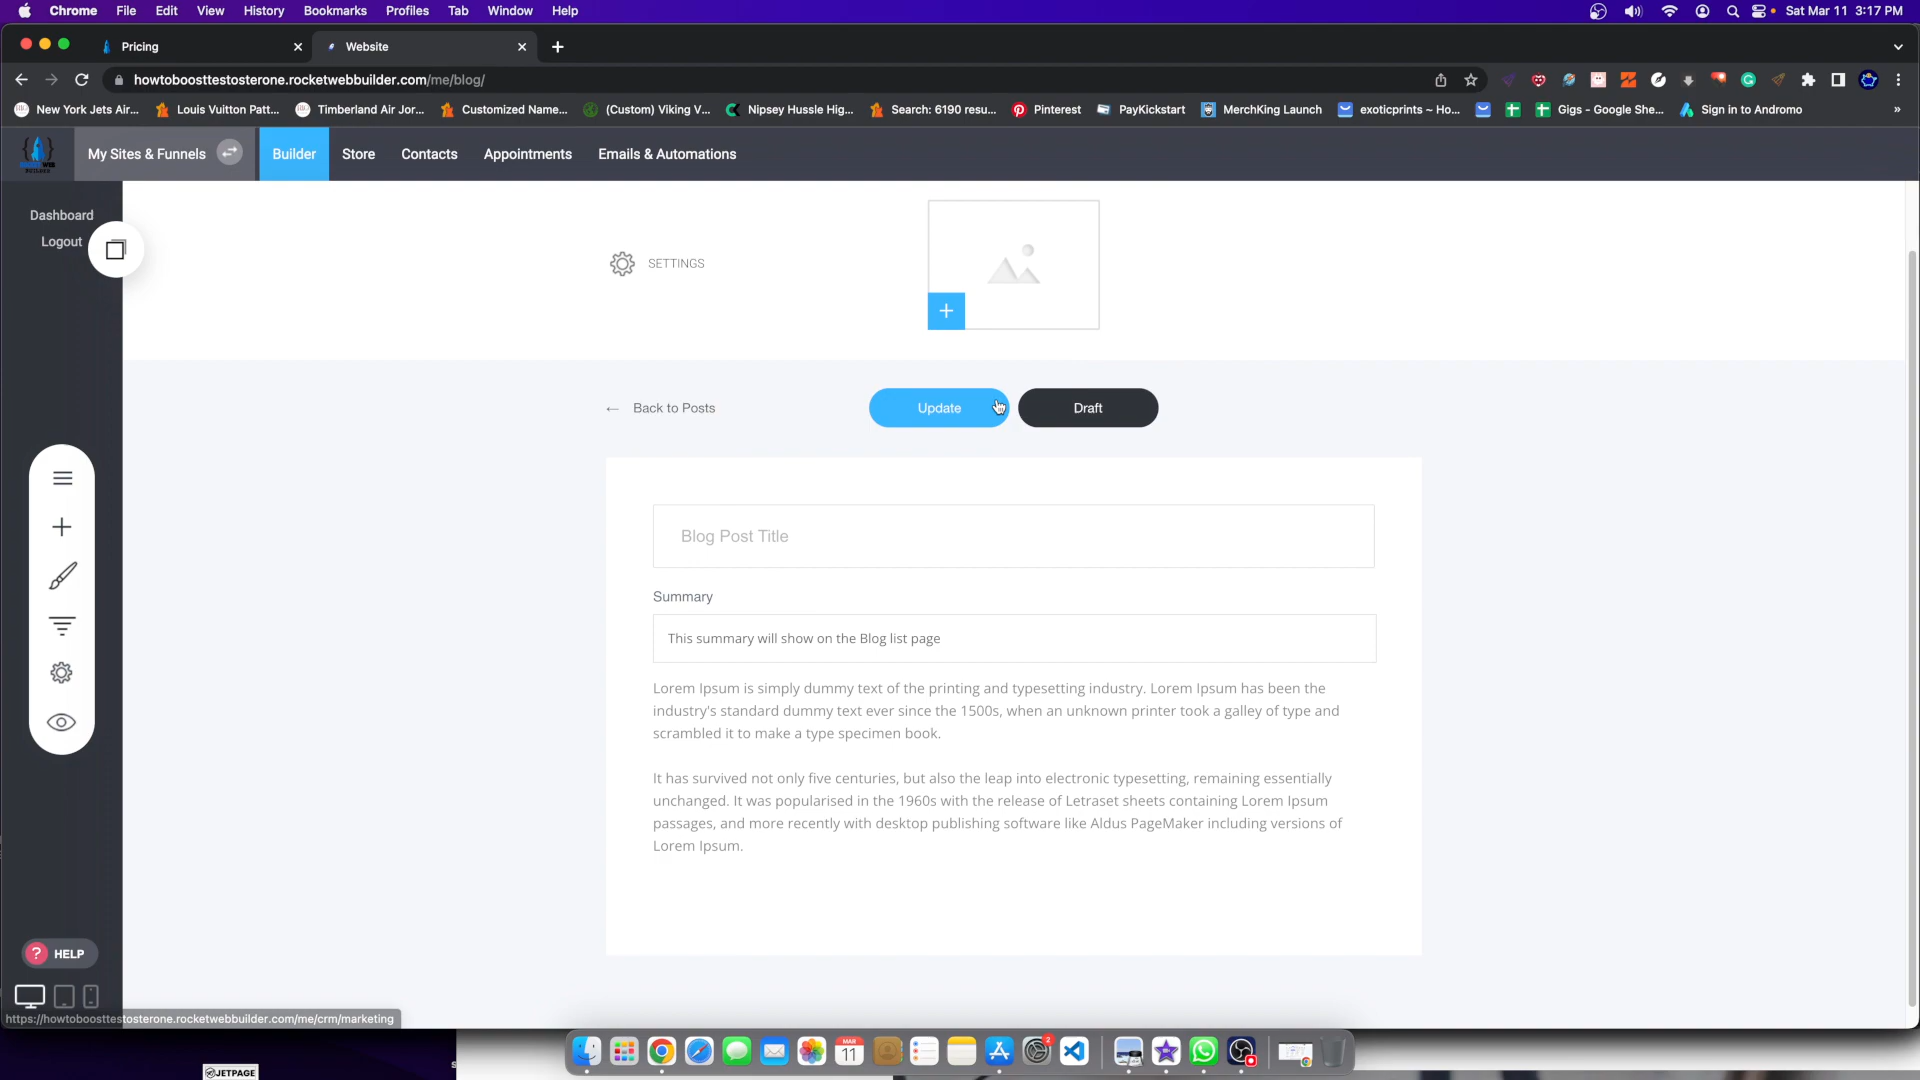 Chrome File Edit View History Bookmarks Profiles Tab Window Help Sat Mar 11 3:17 PM
Pricing Website
howtoboosttestosterone.rocketwebbuilder.com/me/blog/
New York Jets Air... Louis Vuitton Patt... Timberland Air Jor... Customized Name... (Custom) Viking V... Nipsey Hussle Hig... Search: 6190 resu... Pinterest PayKickstart MerchKing Launch exoticprints ~ Ho... Gigs - Google She... Sign in to Andromo »
My Sites & Funnels Builder Store Contacts Appointments Emails & Automations
Dashboard
Logout
SETTINGS
← Back to Posts Update Draft
Blog Post Title
Summary
This summary will show on the Blog list page
Lorem Ipsum is simply dummy text of the printing and typesetting industry. Lorem Ipsum has been the
industry's standard dummy text ever since the 1500s, when an unknown printer took a galley of type and
scrambled it to make a type specimen book.
It has survived not only five centuries, but also the leap into electronic typesetting, remaining essentially
unchanged. It was popularised in the 1960s with the release of Letraset sheets containing Lorem Ipsum
passages, and more recently with desktop publishing software like Aldus PageMaker including versions of
Lorem Ipsum.
? HELP
https://howtoboosttestosterone.rocketwebbuilder.com/me/crm/marketing
MAR
11
2
JETPAGE